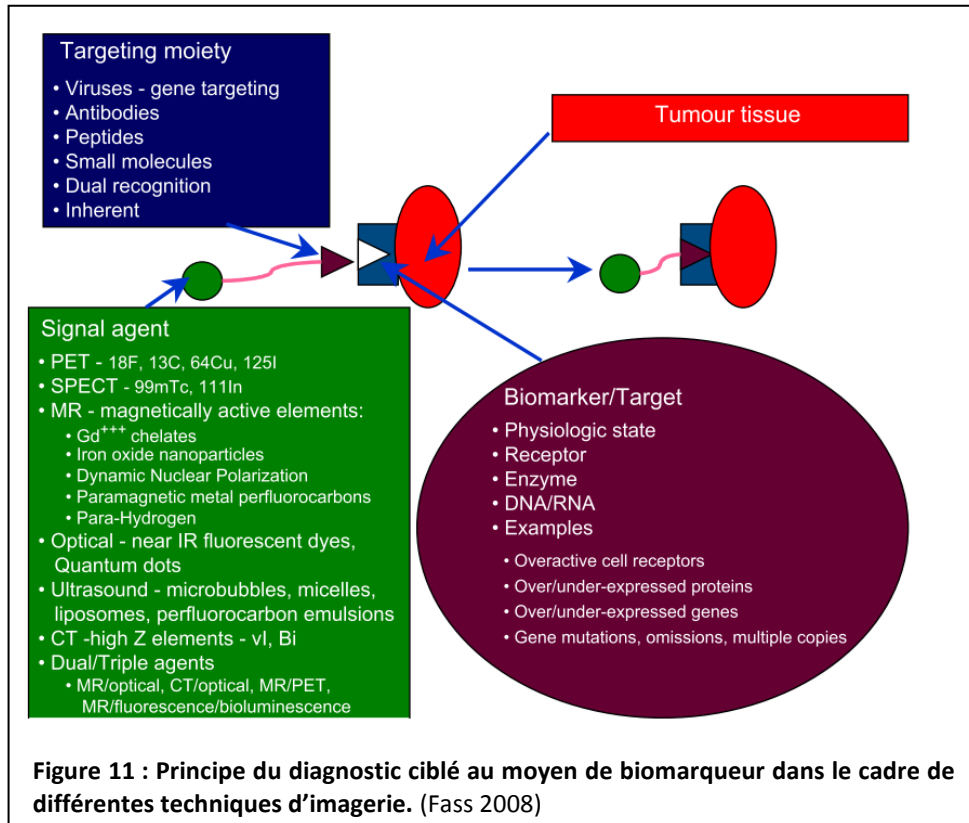 Targeting moiety
• Viruses - gene targeting
• Antibodies
• Peptides
• Small molecules
• Dual recognition
• Inherent
Tumour tissue
Signal agent
• PET - 18F, 13C, 64Cu, 125I
• SPECT - 99mTc, 111In
• MR - magnetically active elements:
• Gd+++ chelates
• Iron oxide nanoparticles
• Dynamic Nuclear Polarization
• Paramagnetic metal perfluorocarbons
• Para-Hydrogen
• Optical - near IR fluorescent dyes,
Quantum dots
• Ultrasound - microbubbles, micelles,
liposomes, perfluorocarbon emulsions
• CT -high Z elements - vI, Bi
• Dual/Triple agents
• MR/optical, CT/optical, MR/PET,
MR/fluorescence/bioluminescence
Biomarker/Target
• Physiologic state
• Receptor
• Enzyme
• DNA/RNA
• Examples
• Overactive cell receptors
• Over/under-expressed proteins
• Over/under-expressed genes
• Gene mutations, omissions, multiple copies
Figure 11 : Principe du diagnostic ciblé au moyen de biomarqueur dans le cadre de
différentes techniques d’imagerie. (Fass 2008)